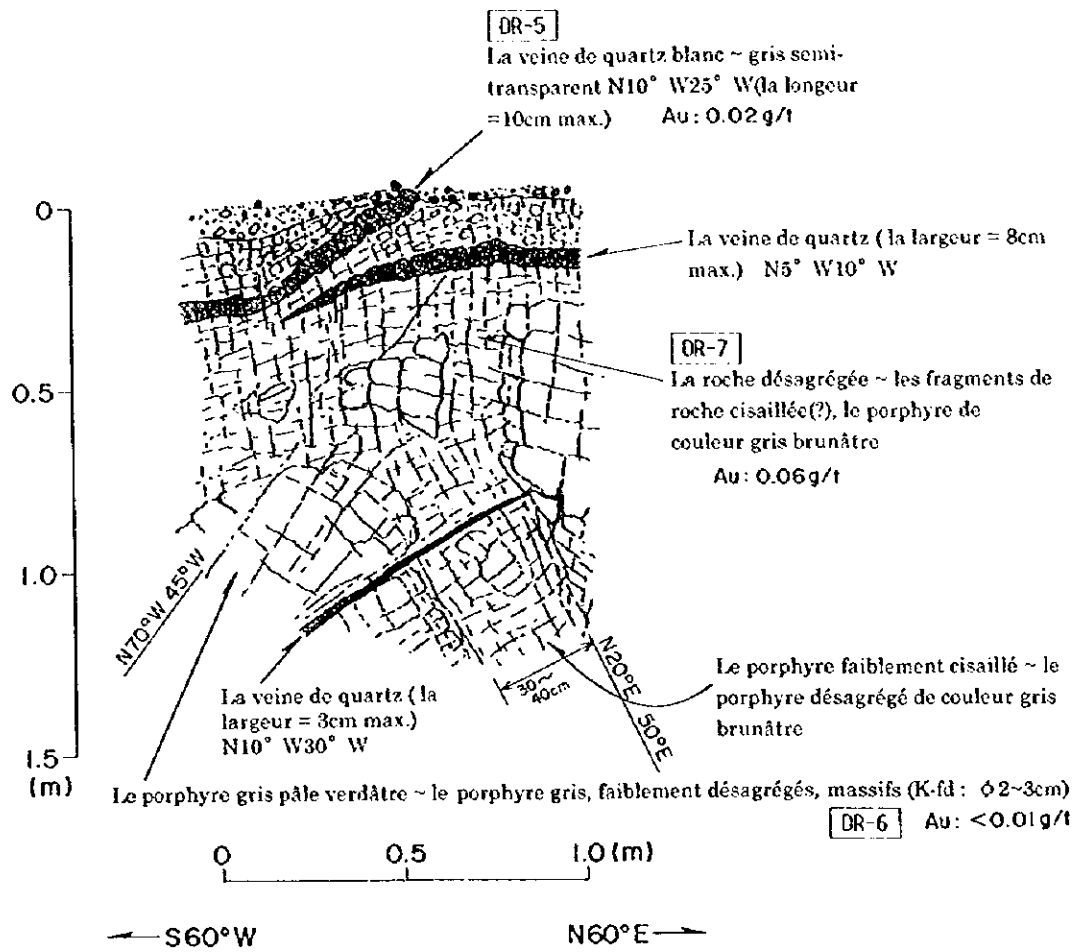 DR-5
La veine de quartz blanc ~ gris semi-
transparent N10° W25° W(la longeur
=10cm max.) Au: 0.02 g/t
0
La veine de quartz ( la largeur = 8cm
max.) N5° W10° W
DR-7
La roche désagrégée ~ les fragments de
roche cisaillée(?), le porphyre de
couleur gris brunâtre
Au: 0.06 g/t
0.5
1.0
N70°W 45°W
30~
40cm
N20°E 50°E
La veine de quartz ( la
largeur = 3cm max.)
N10° W30° W
Le porphyre faiblement cisaillé ~ le
porphyre désagrégé de couleur gris
brunâtre
1.5
(m)
Le porphyre gris pâle verdâtre ~ le porphyre gris, faiblement désagrégés, massifs (K-fd : ϕ 2~3cm)
DR-6 Au: <0.01 g/t
0 0.5 1.0 (m)
S60°W N60°E